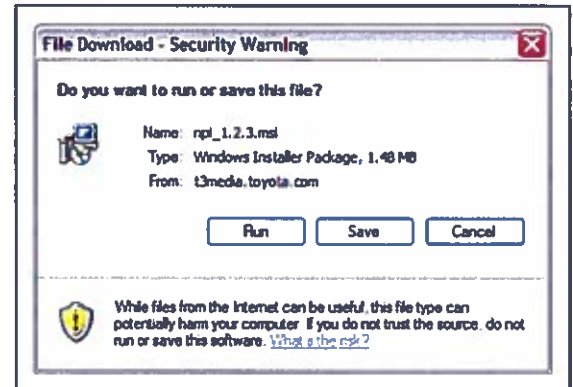 File Download - Security Warning
Do you want to run or save this file?
Name: npi_1.2.3.msi
Type: Windows Installer Package, 1.48 MB
From: t3media.toyota.com
Run Save Cancel
While files from the Internet can be useful, this file type can
potentially harm your computer. If you do not trust the source, do not
run or save this software. What's the risk?